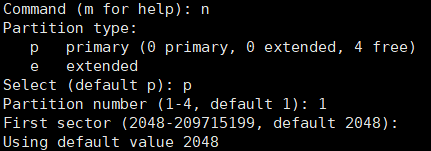 Command (m for help): n
Partition type:
   p   primary (0 primary, 0 extended, 4 free)
   e   extended
Select (default p): p
Partition number (1-4, default 1): 1
First sector (2048-209715199, default 2048):
Using default value 2048